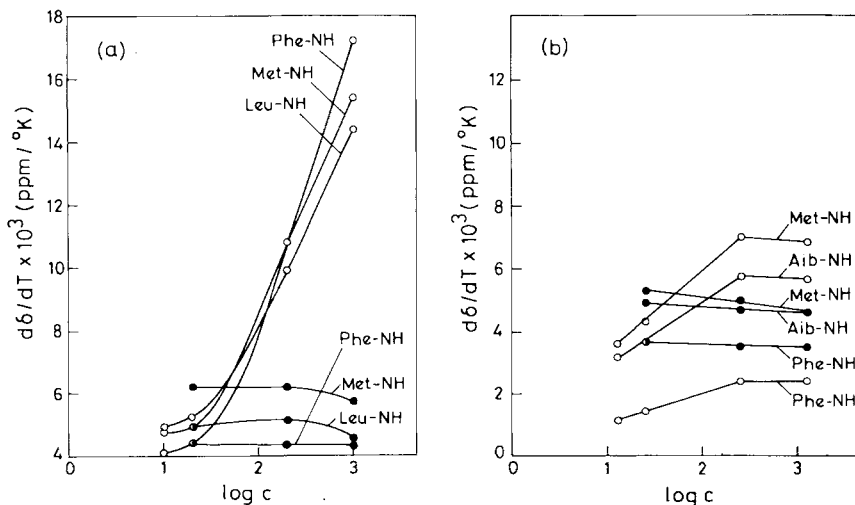 (a)
dδ/dT x 10³ (ppm/°K)
18
16
14
12
10
8
6
4
0
1
2
3
log c
Phe-NH
Met-NH
Leu-NH
Phe-NH
Met-NH
Leu-NH
(b)
dδ/dT x 10³ (ppm/°K)
12
10
8
6
4
2
0
0
1
2
3
log c
Met-NH
Aib-NH
Met-NH
Aib-NH
Phe-NH
Phe-NH